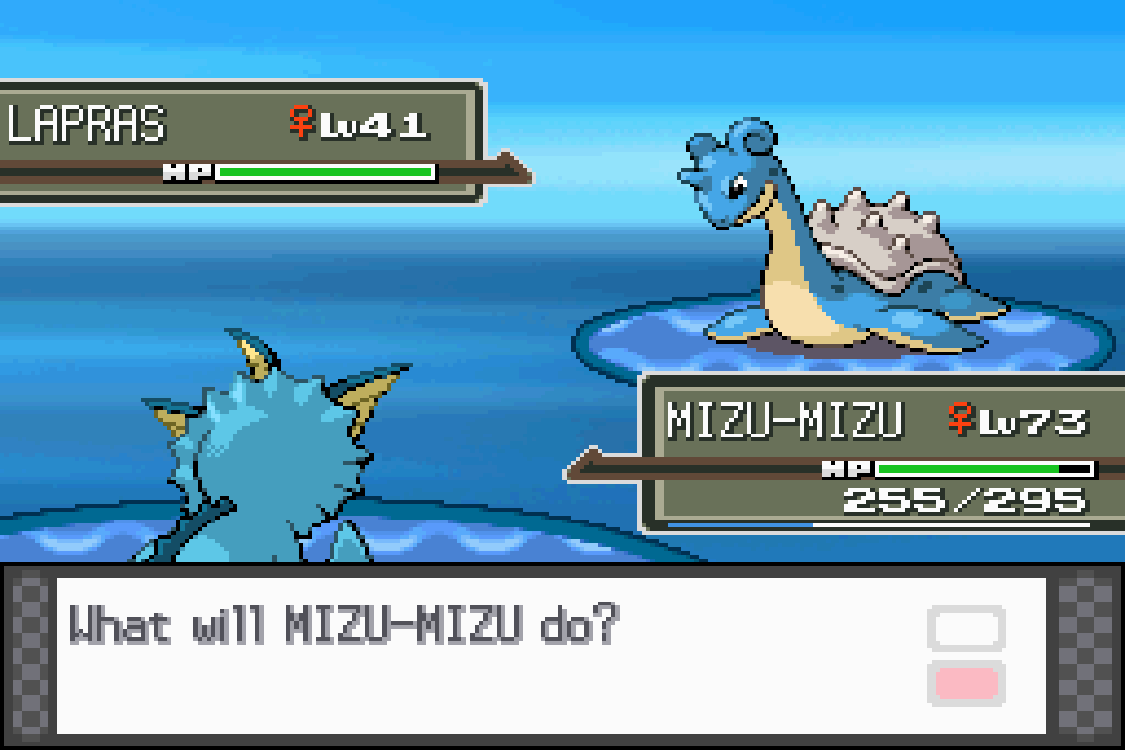 LAPRAS ♀Lv41
HP
MIZU-MIZU ♀Lv73
HP
255/295
What will MIZU-MIZU do?